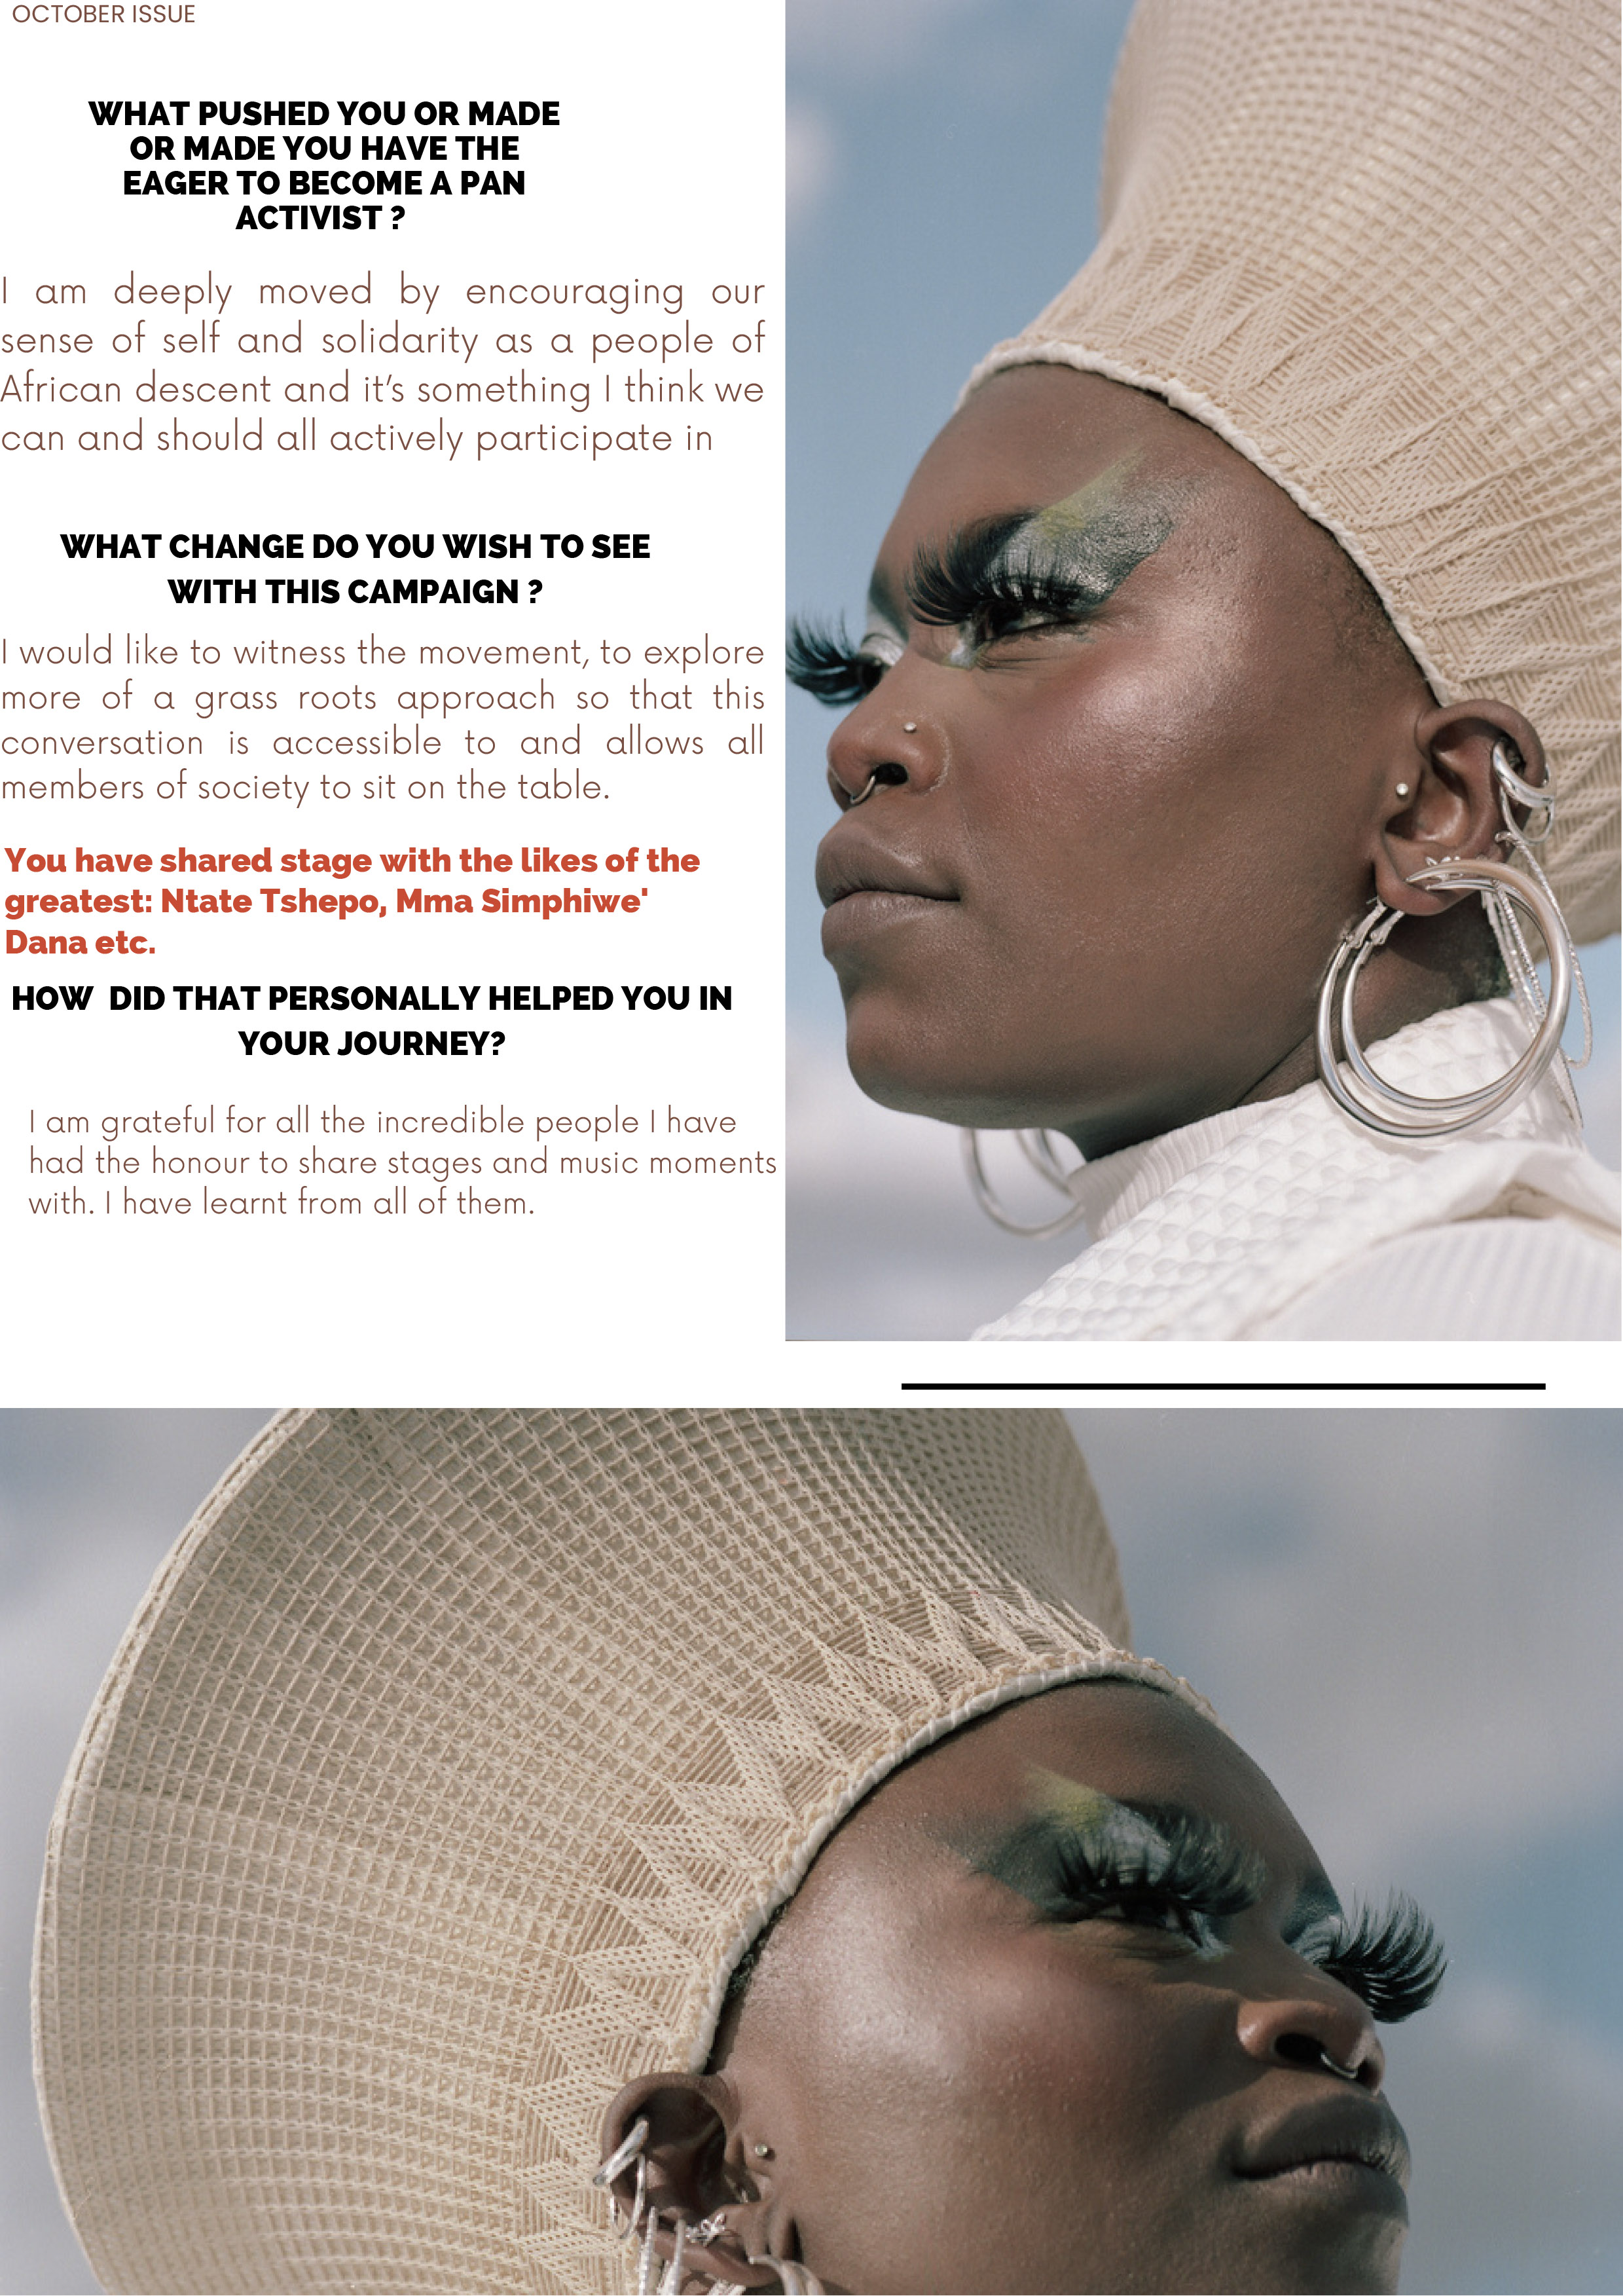 OCTOBER ISSUE
WHAT PUSHED YOU OR MADE
OR MADE YOU HAVE THE
EAGER TO BECOME A PAN
ACTIVIST ?
I am deeply moved by encouraging our
sense of self and solidarity as a people of
African descent and it’s something I think we
can and should all actively participate in
WHAT CHANGE DO YOU WISH TO SEE
WITH THIS CAMPAIGN ?
I would like to witness the movement, to explore
more of a grass roots approach so that this
conversation is accessible to and allows all
members of society to sit on the table.
You have shared stage with the likes of the
greatest: Ntate Tshepo, Mma Simphiwe'
Dana etc.
HOW  DID THAT PERSONALLY HELPED YOU IN
YOUR JOURNEY?
I am grateful for all the incredible people I have
had the honour to share stages and music moments
with. I have learnt from all of them.